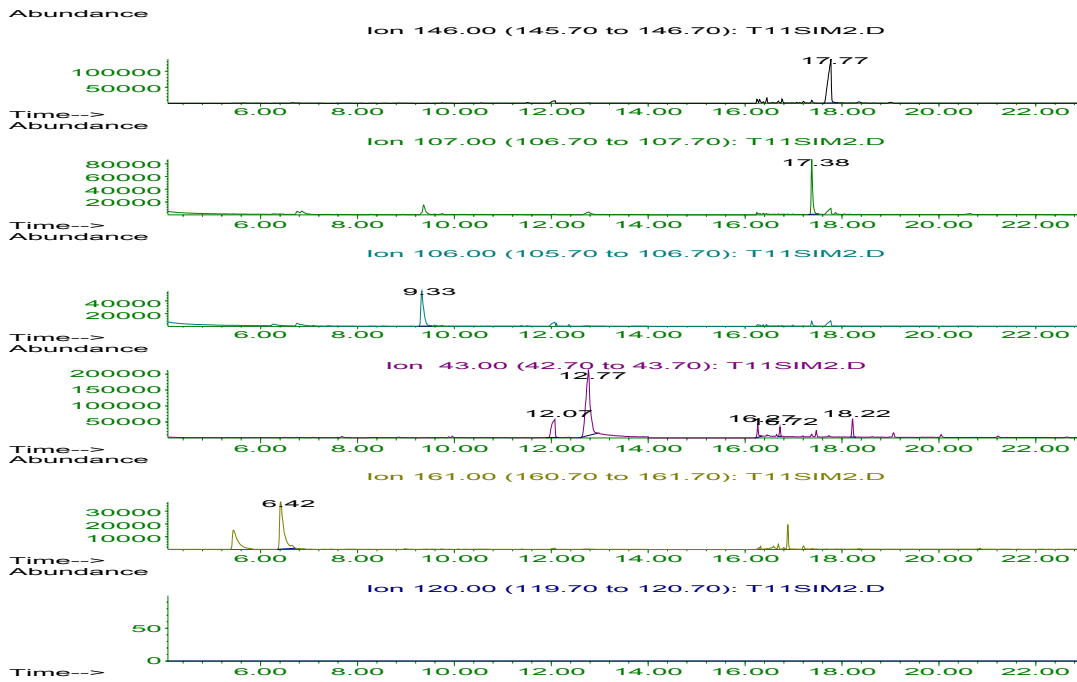 Abundance
Ion 146.00 (145.70 to 146.70): T11SIM2.D
17.77
100000
50000
6.00 8.00 10.00 12.00 14.00 16.00 18.00 20.00 22.00
Time-->
Abundance
Ion 107.00 (106.70 to 107.70): T11SIM2.D
17.38
80000
60000
40000
20000
0
6.00 8.00 10.00 12.00 14.00 16.00 18.00 20.00 22.00
Time-->
Abundance
Ion 106.00 (105.70 to 106.70): T11SIM2.D
9.33
40000
20000
6.00 8.00 10.00 12.00 14.00 16.00 18.00 20.00 22.00
Time-->
Abundance
Ion 43.00 (42.70 to 43.70): T11SIM2.D
200000
12.77
150000
100000
12.07 16.27 16.72 18.22
50000
6.00 8.00 10.00 12.00 14.00 16.00 18.00 20.00 22.00
Time-->
Abundance
Ion 161.00 (160.70 to 161.70): T11SIM2.D
6.42
30000
20000
10000
6.00 8.00 10.00 12.00 14.00 16.00 18.00 20.00 22.00
Time-->
Abundance
Ion 120.00 (119.70 to 120.70): T11SIM2.D
50
0
6.00 8.00 10.00 12.00 14.00 16.00 18.00 20.00 22.00
Time-->